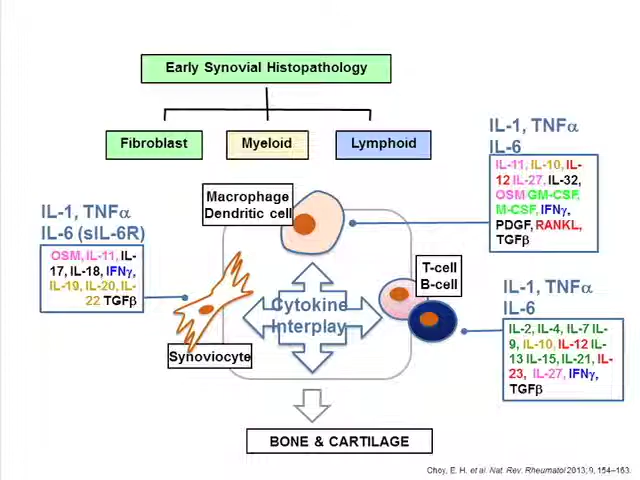 Early Synovial Histopathology
Fibroblast
Myeloid
Lymphoid
IL-1, TNFα
IL-6
IL-11, IL-10, IL-
12 IL-27, IL-32,
OSM GM-CSF,
M-CSF, IFNγ,
PDGF, RANKL,
TGFβ
Macrophage
Dendritic cell
IL-1, TNFα
IL-6 (sIL-6R)
OSM, IL-11, IL-
17, IL-18, IFNγ,
IL-19, IL-20, IL-
22 TGFβ
T-cell
B-cell
Cytokine
Interplay
Synoviocyte
IL-1, TNFα
IL-6
IL-2, IL-4, IL-7 IL-
9, IL-10, IL-12 IL-
13 IL-15, IL-21, IL-
23, IL-27, IFNγ,
TGFβ
BONE & CARTILAGE
Choy, E. H. et al. Nat. Rev. Rheumatol 2013; 9, 154–163.